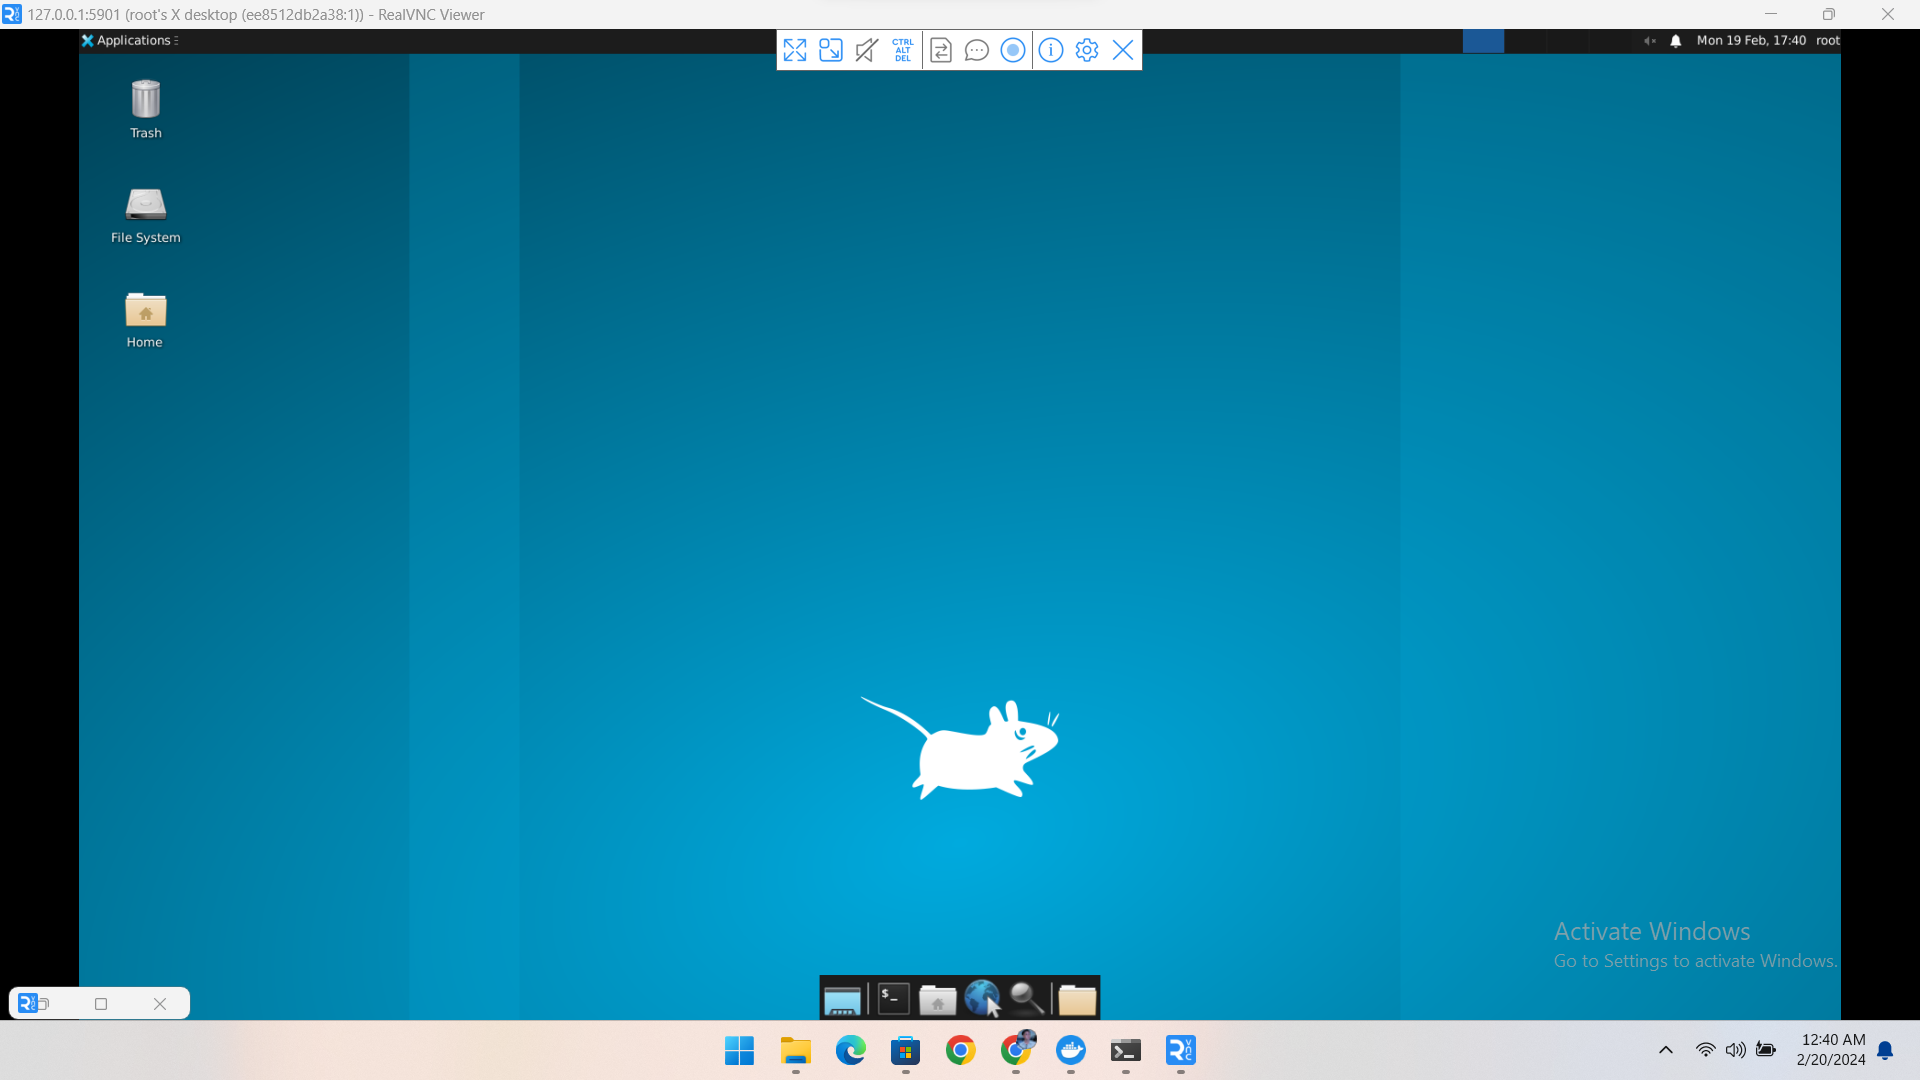 127.0.0.1:5901 (root's X desktop (ee8512db2a38:1)) - RealVNC Viewer
Applications
CTRL
ALT
DEL
Mon 19 Feb, 17:40 root
Trash
File System
Home
Activate Windows
Go to Settings to activate Windows.
$_
12:40 AM
2/20/2024